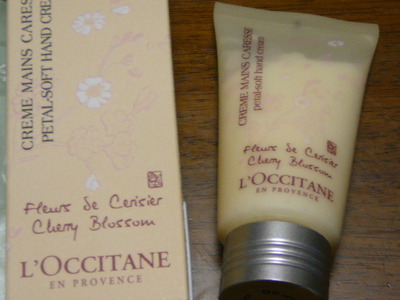 CREME MAINS CARESSE
PETAL-SOFT HAND CRE
Fleurs de Cerisier
Cherry Blossom
L'OCCITANE
EN PROVENCE
CREME MAINS CARESSE
petal-soft hand cream
Fleurs de Cerisier
Cherry Blossom
L'OCCITANE
EN PROVENCE